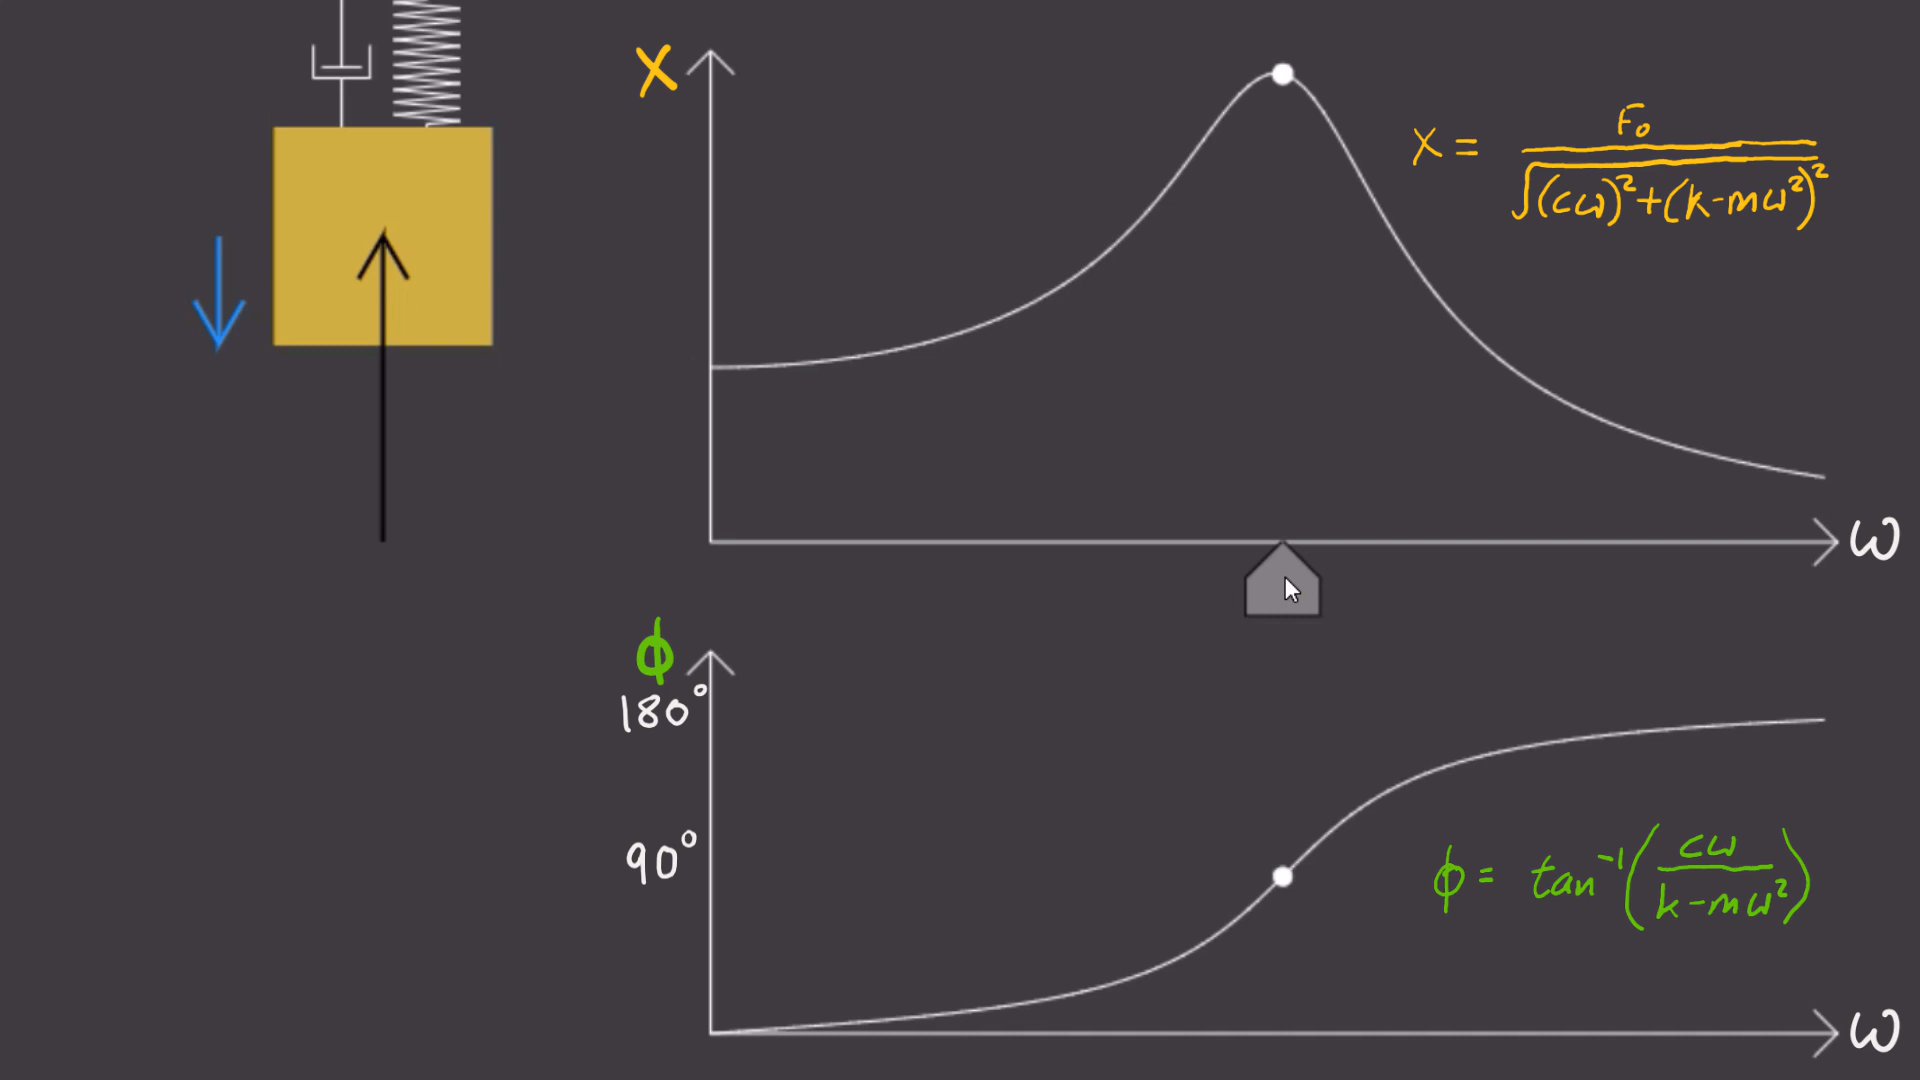 X
X = F₀ / √((cω)² + (k-mω²)²)
ω
ϕ
180°
90°
ϕ = tan⁻¹(cω / (k-mω²))
ω